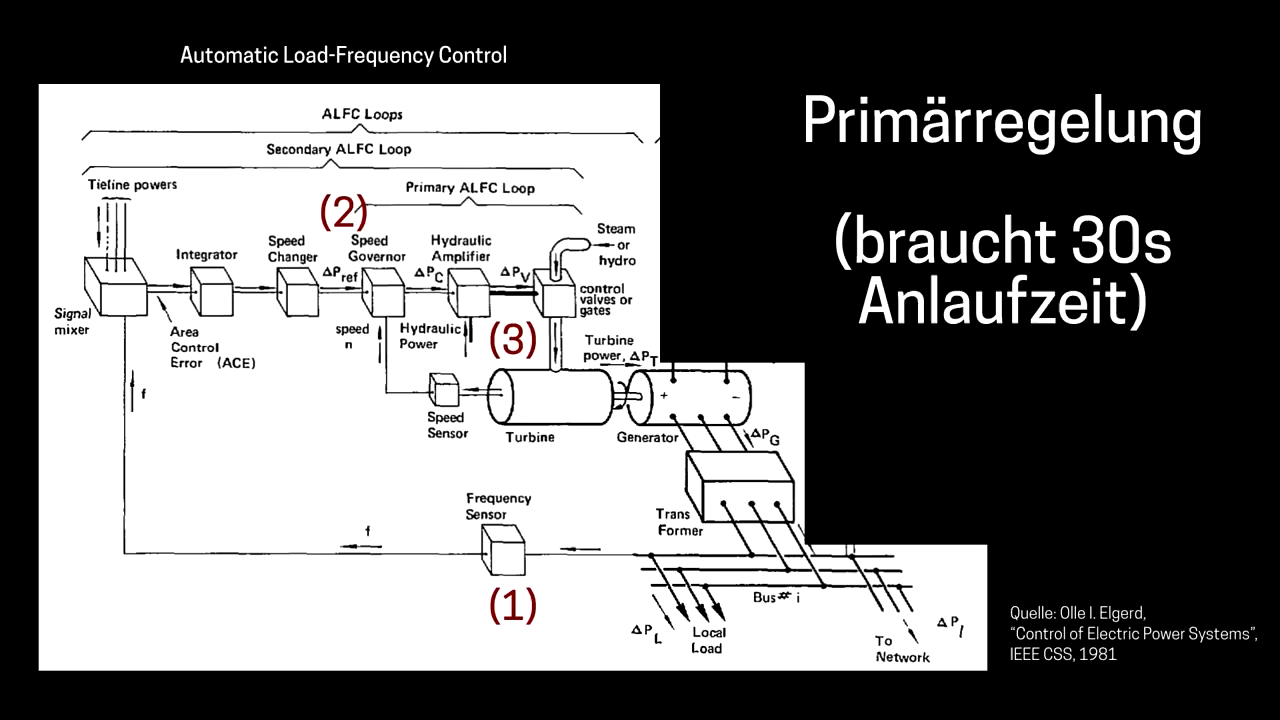 Automatic Load-Frequency Control
Primärregelung
(braucht 30s
Anlaufzeit)
ALFC Loops
Secondary ALFC Loop
Tieline powers
Primary ALFC Loop
(2)
Integrator
Speed
Changer
ΔPref
Speed
Governor
ΔPC
Hydraulic
Amplifier
ΔPV
Steam
or
hydro
control
valves or
gates
Signal
mixer
Area
Control
Error (ACE)
speed
n
Hydraulic
Power
(3)
Turbine
power, ΔPT
f
Speed
Sensor
Turbine
+
−
Generator
ΔPG
Trans
Former
Frequency
Sensor
f
(1)
Bus # i
ΔPL
Local
Load
To
Network
ΔPl
Quelle: Olle I. Elgerd,
“Control of Electric Power Systems”,
IEEE CSS, 1981